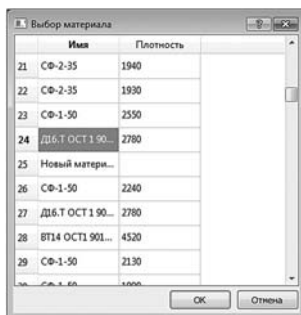 Выбор материала
Имя Плотность
21 СФ-2-35 1940
22 СФ-2-35 1930
23 СФ-1-50 2550
24 Д16.Т ОСТ 1 90... 2780
25 Новый матери...
26 СФ-1-50 2240
27 Д16.Т ОСТ 1 90... 2780
28 ВТ14 ОСТ1 901... 4520
29 СФ-1-50 2130
OK Отмена